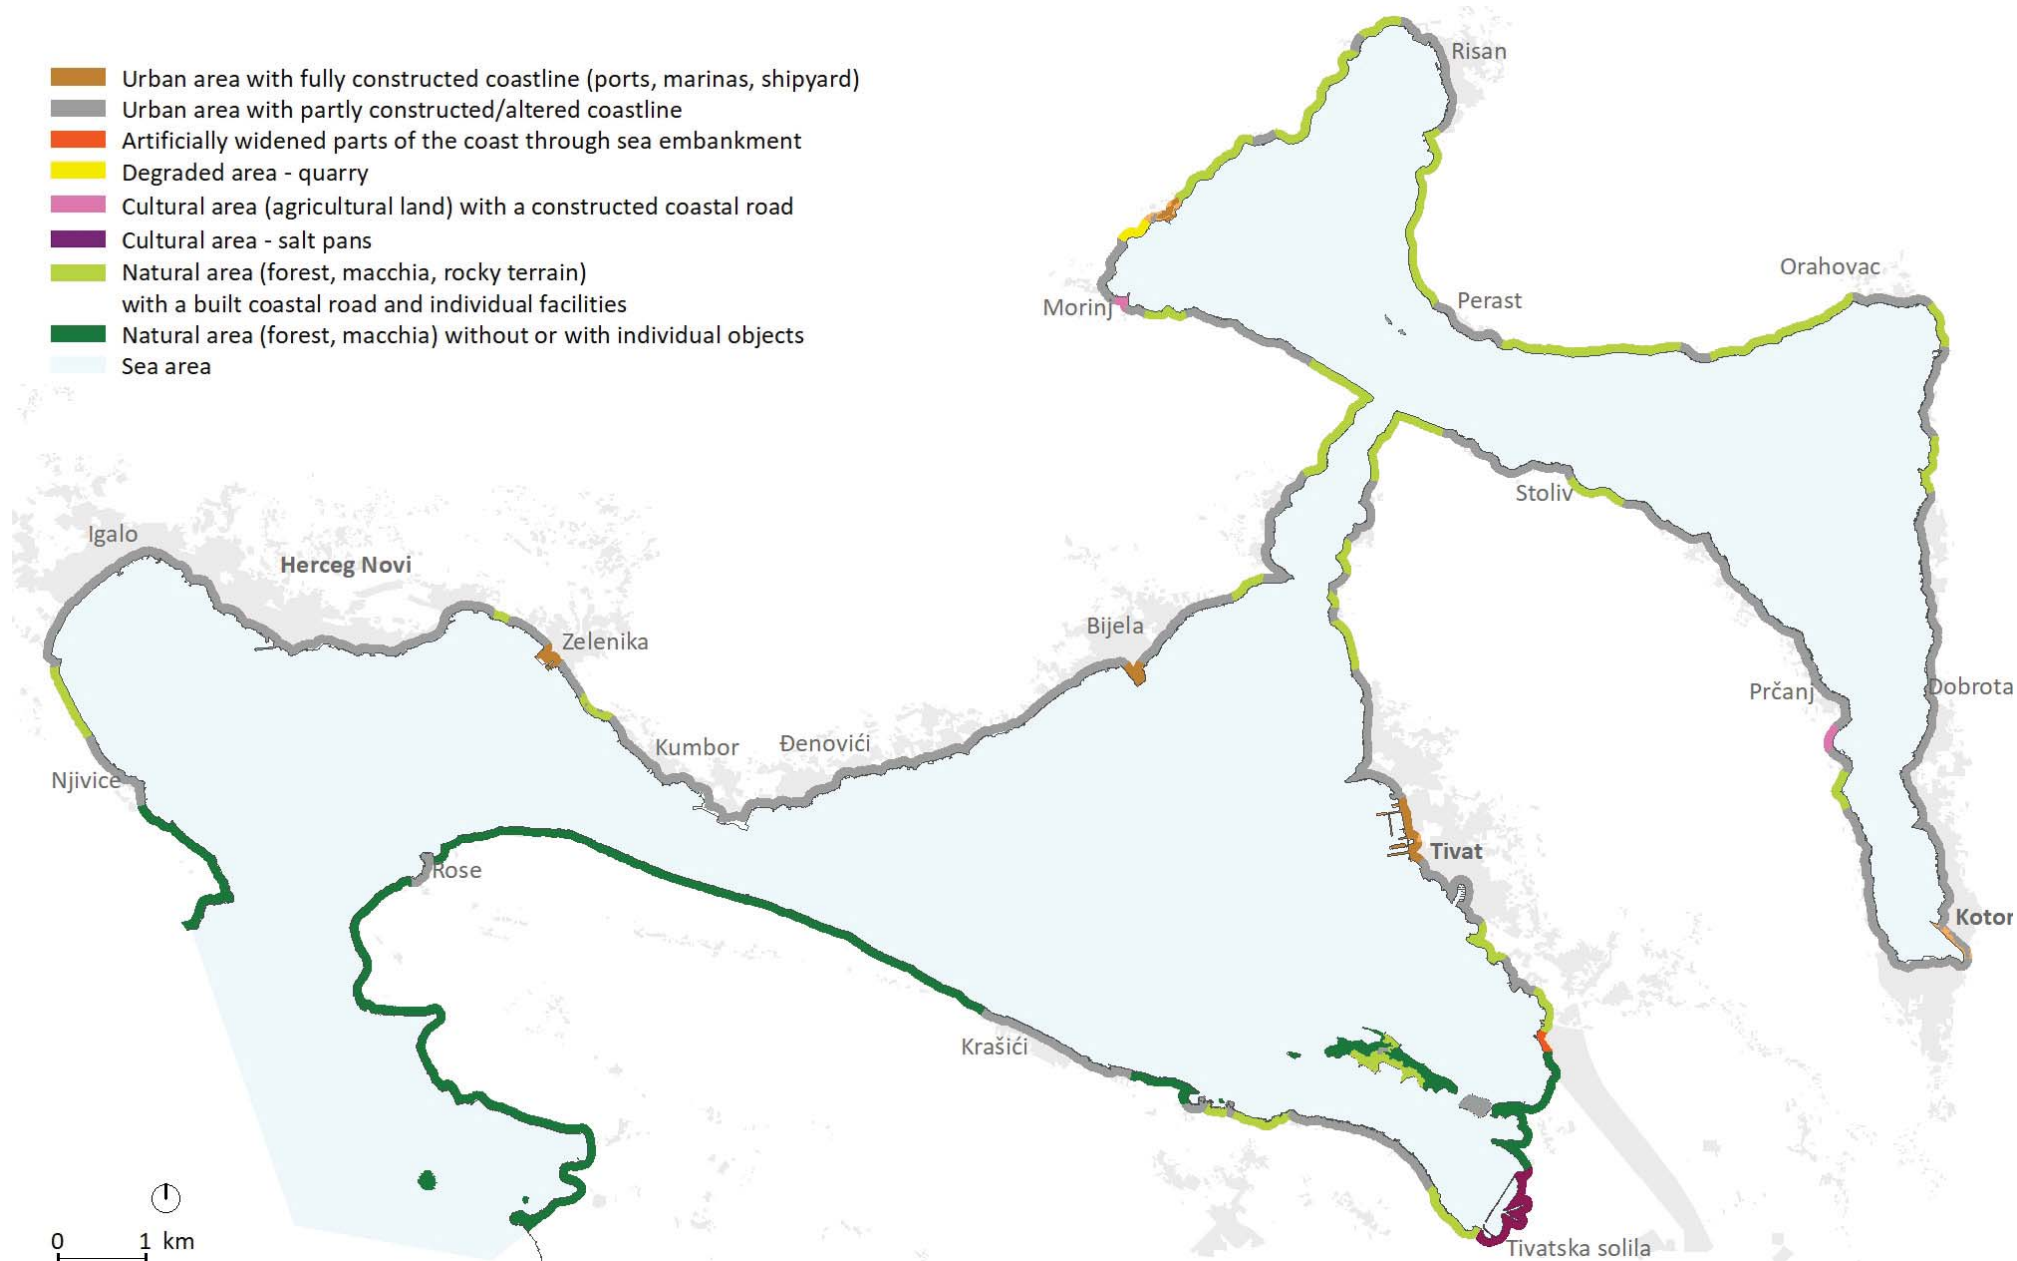 Urban area with fully constructed coastline (ports, marinas, shipyard)
Urban area with partly constructed/altered coastline
Artificially widened parts of the coast through sea embankment
Degraded area - quarry
Cultural area (agricultural land) with a constructed coastal road
Cultural area - salt pans
Natural area (forest, macchia, rocky terrain)
with a built coastal road and individual facilities
Natural area (forest, macchia) without or with individual objects
Sea area
Risan
Orahovac
Morinj
Perast
Stoliv
Igalo
Herceg Novi
Bijela
Zelenika
Prčanj
Dobrota
Kumbor
Đenovići
Njivice
Tivat
Rose
Kotor
Krašići
Tivatska solila
0 1 km